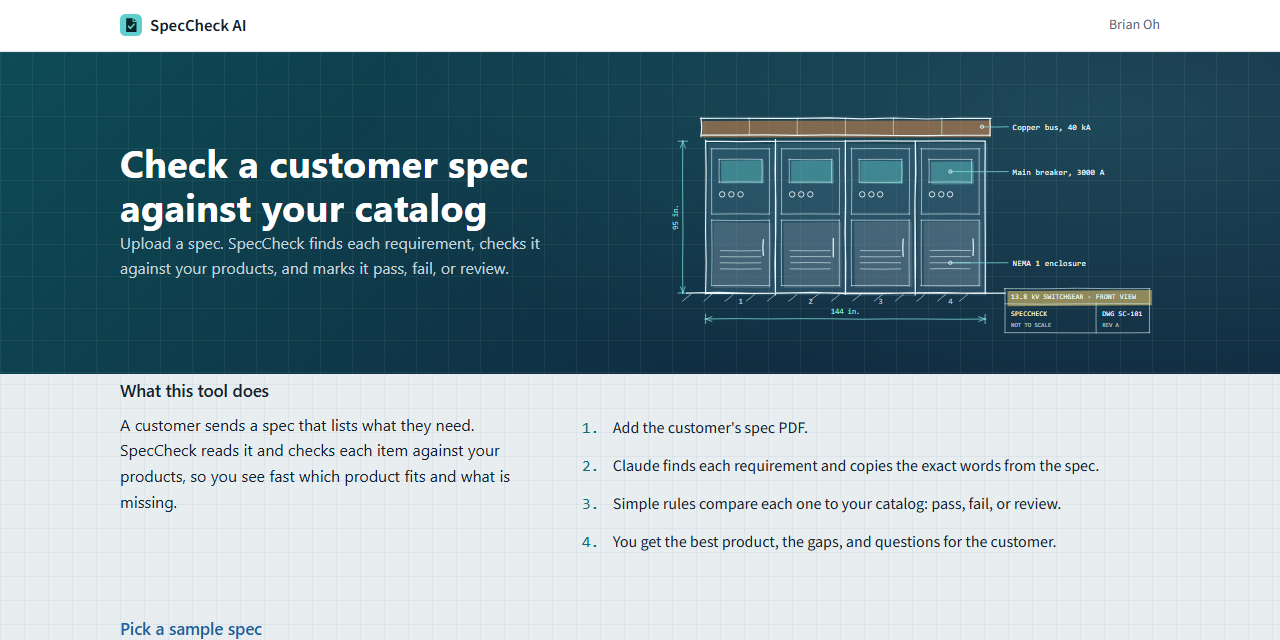 SpecCheck AI
Brian Oh
Check a customer spec
against your catalog
Upload a spec. SpecCheck finds each requirement, checks it
against your products, and marks it pass, fail, or review.
Copper bus, 40 kA
Main breaker, 3000 A
95 in.
NEMA 1 enclosure
1 2 3 4
144 in.
13.8 kV SWITCHGEAR · FRONT VIEW
SPECCHECK
DWG SC-101
NOT TO SCALE
REV A
What this tool does
A customer sends a spec that lists what they need.
SpecCheck reads it and checks each item against your
products, so you see fast which product fits and what is
missing.
1. Add the customer's spec PDF.
2. Claude finds each requirement and copies the exact words from the spec.
3. Simple rules compare each one to your catalog: pass, fail, or review.
4. You get the best product, the gaps, and questions for the customer.
Pick a sample spec